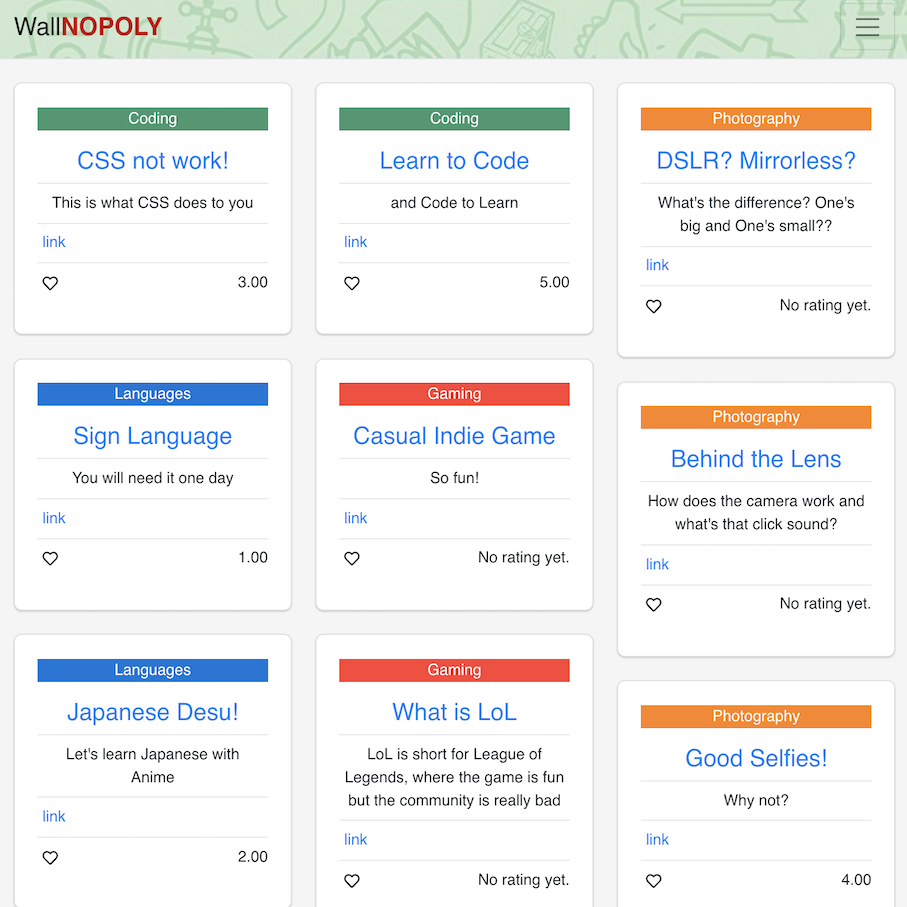 WallNOPOLY
Coding
CSS not work!
This is what CSS does to you
link
3.00
Languages
Sign Language
You will need it one day
link
1.00
Languages
Japanese Desu!
Let's learn Japanese with
Anime
link
2.00
Coding
Learn to Code
and Code to Learn
link
5.00
Gaming
Casual Indie Game
So fun!
link
No rating yet.
Gaming
What is LoL
LoL is short for League of
Legends, where the game is fun
but the community is really bad
link
No rating yet.
Photography
DSLR? Mirrorless?
What's the difference? One's
big and One's small??
link
No rating yet.
Photography
Behind the Lens
How does the camera work and
what's that click sound?
link
No rating yet.
Photography
Good Selfies!
Why not?
link
4.00